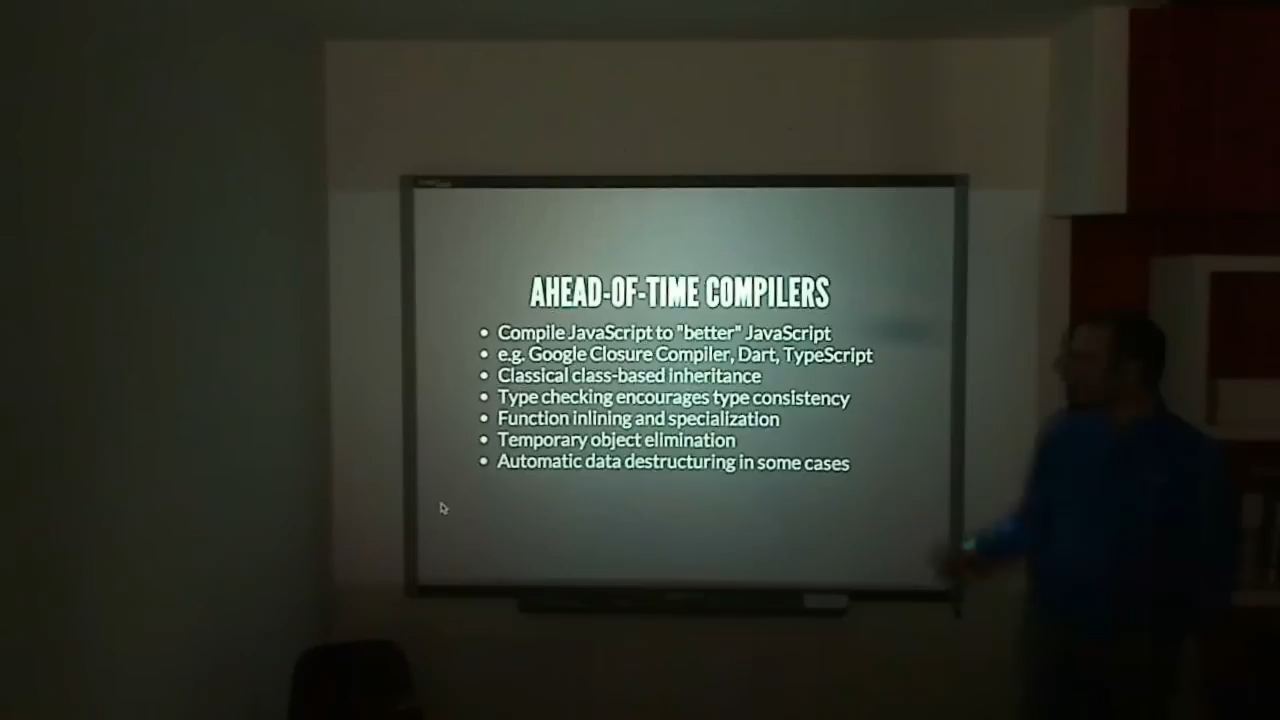 AHEAD-OF-TIME COMPILERS
• Compile JavaScript to "better" JavaScript
• e.g. Google Closure Compiler, Dart, TypeScript
• Classical class-based inheritance
• Type checking encourages type consistency
• Function inlining and specialization
• Temporary object elimination
• Automatic data destructuring in some cases